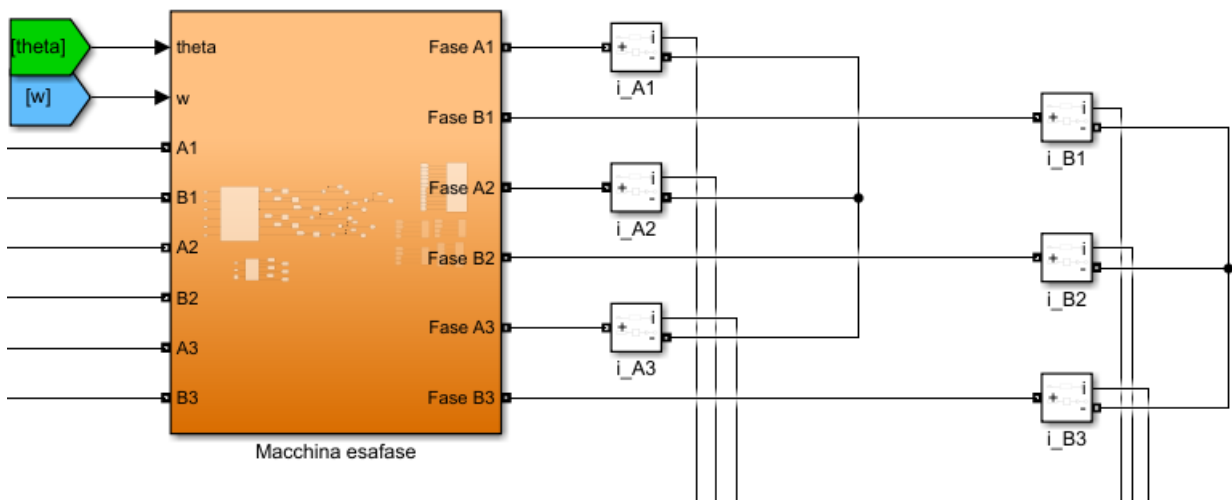 [theta]
[w]
theta
w
A1
B1
A2
B2
A3
B3
Fase A1
Fase B1
Fase A2
Fase B2
Fase A3
Fase B3
Macchina esafase
+ i -
i_A1
+ i -
i_A2
+ i -
i_A3
+ i -
i_B1
+ i -
i_B2
+ i -
i_B3